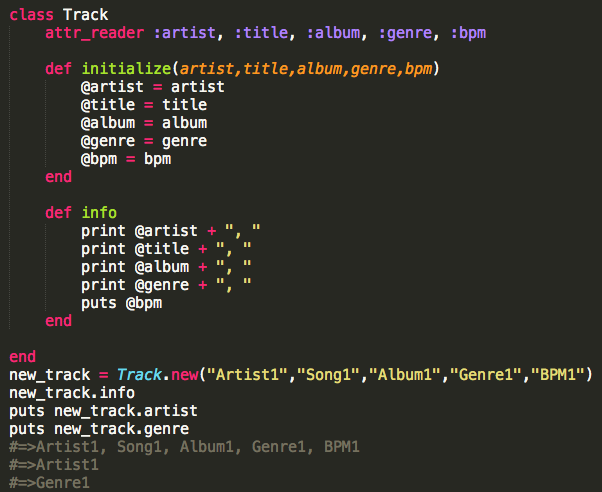 class Track
    attr_reader :artist, :title, :album, :genre, :bpm

    def initialize(artist,title,album,genre,bpm)
        @artist = artist
        @title = title
        @album = album
        @genre = genre
        @bpm = bpm
    end

    def info
        print @artist + ", "
        print @title + ", "
        print @album + ", "
        print @genre + ", "
        puts @bpm
    end

end
new_track = Track.new("Artist1","Song1","Album1","Genre1","BPM1")
new_track.info
puts new_track.artist
puts new_track.genre
#=>Artist1, Song1, Album1, Genre1, BPM1
#=>Artist1
#=>Genre1